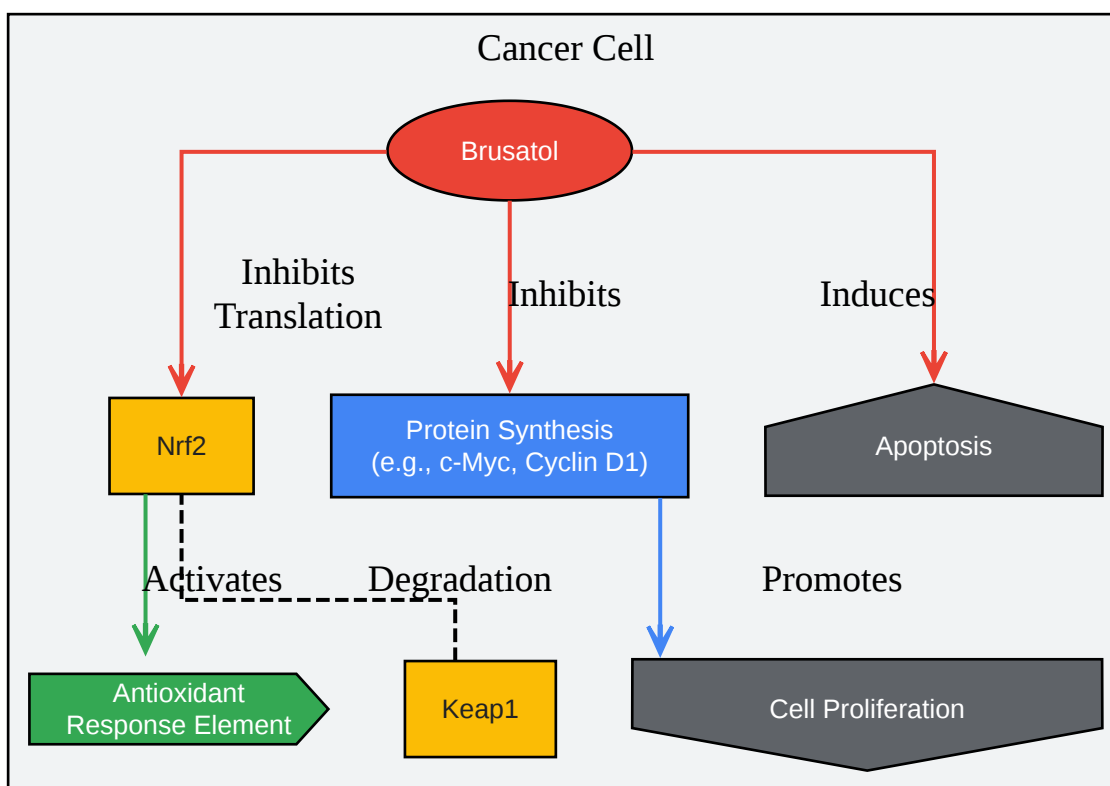 Cancer Cell
Brusatol
Inhibits
Translation
Inhibits
Induces
Nrf2
Protein Synthesis
(e.g., c-Myc, Cyclin D1)
Apoptosis
Activates
Degradation
Promotes
Antioxidant
Response Element
Keap1
Cell Proliferation